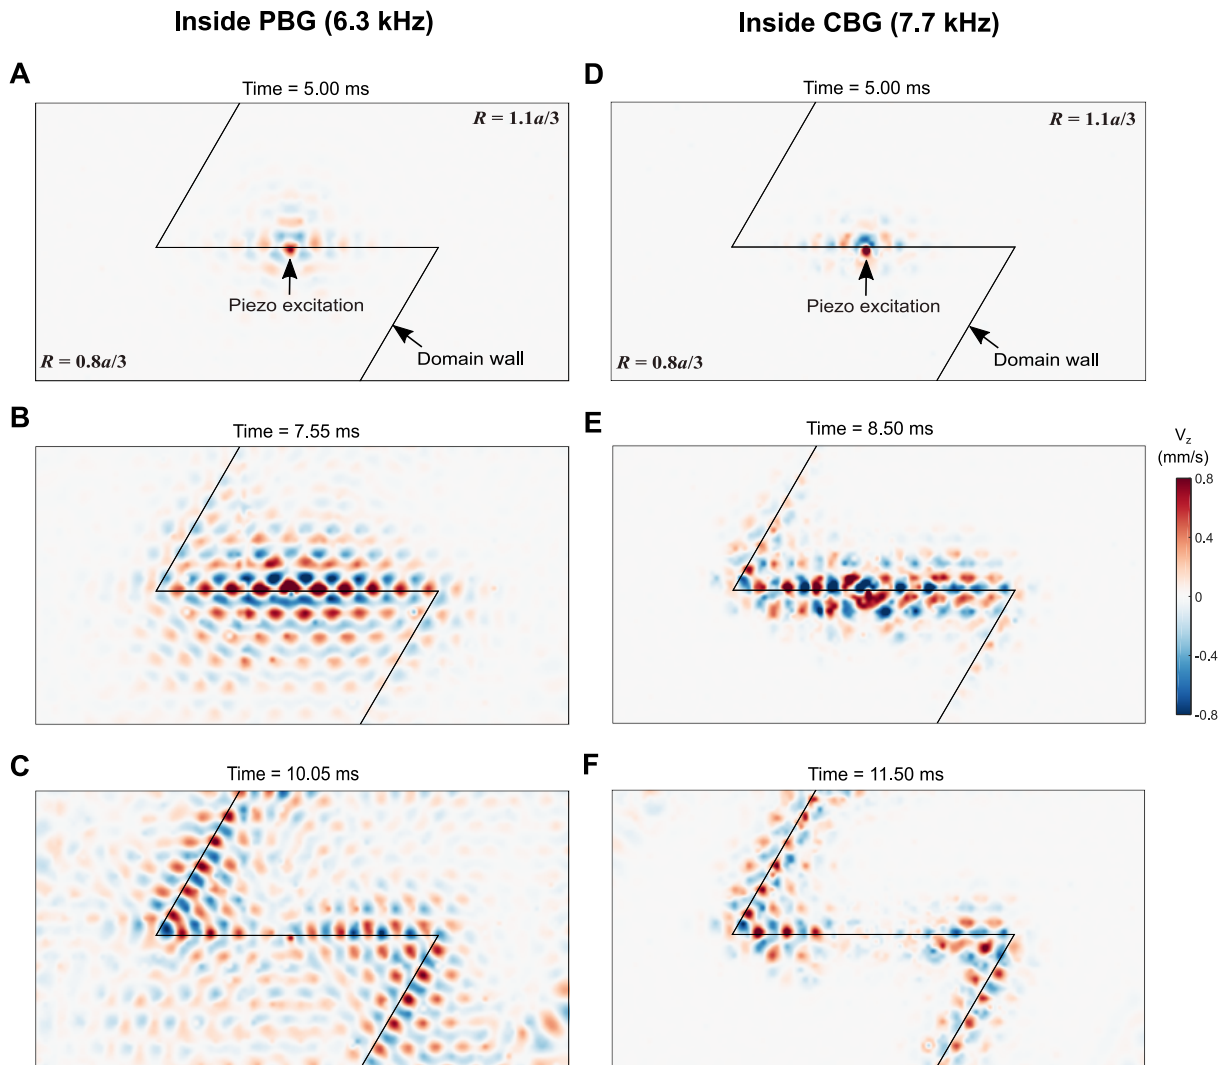 Inside PBG (6.3 kHz)
Inside CBG (7.7 kHz)
A
Time = 5.00 ms
R = 1.1a/3
Piezo excitation
Domain wall
R = 0.8a/3
D
Time = 5.00 ms
R = 1.1a/3
Piezo excitation
Domain wall
R = 0.8a/3
B
Time = 7.55 ms
E
Time = 8.50 ms
Vz
(mm/s)
0.8
0.4
0
-0.4
-0.8
C
Time = 10.05 ms
F
Time = 11.50 ms